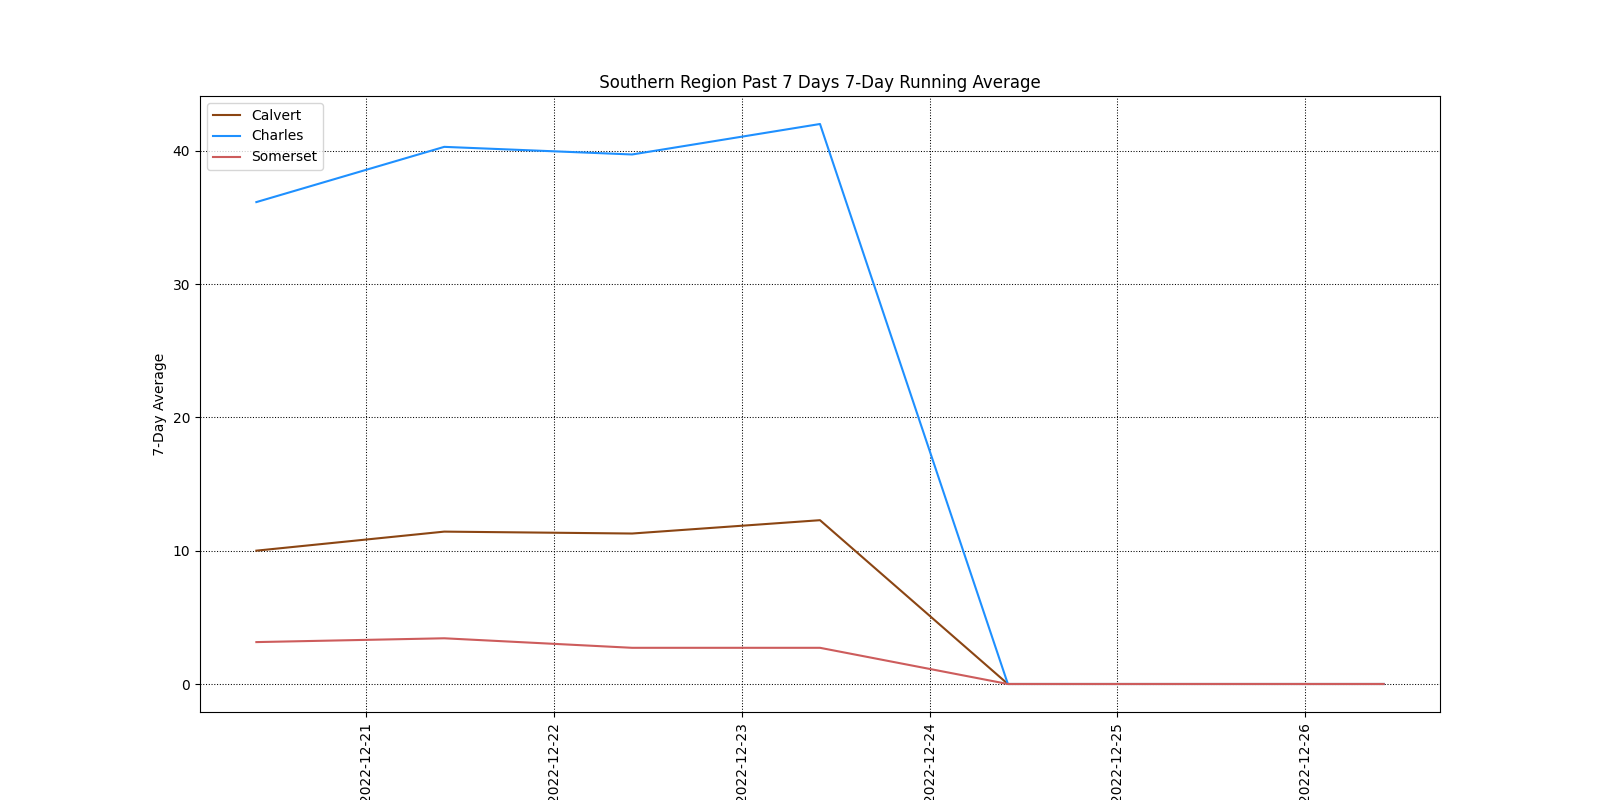 Southern Region Past 7 Days 7-Day Running Average
Calvert
Charles
Somerset
40
30
20
10
0
7-Day Average
2022-12-21
2022-12-22
2022-12-23
2022-12-24
2022-12-25
2022-12-26